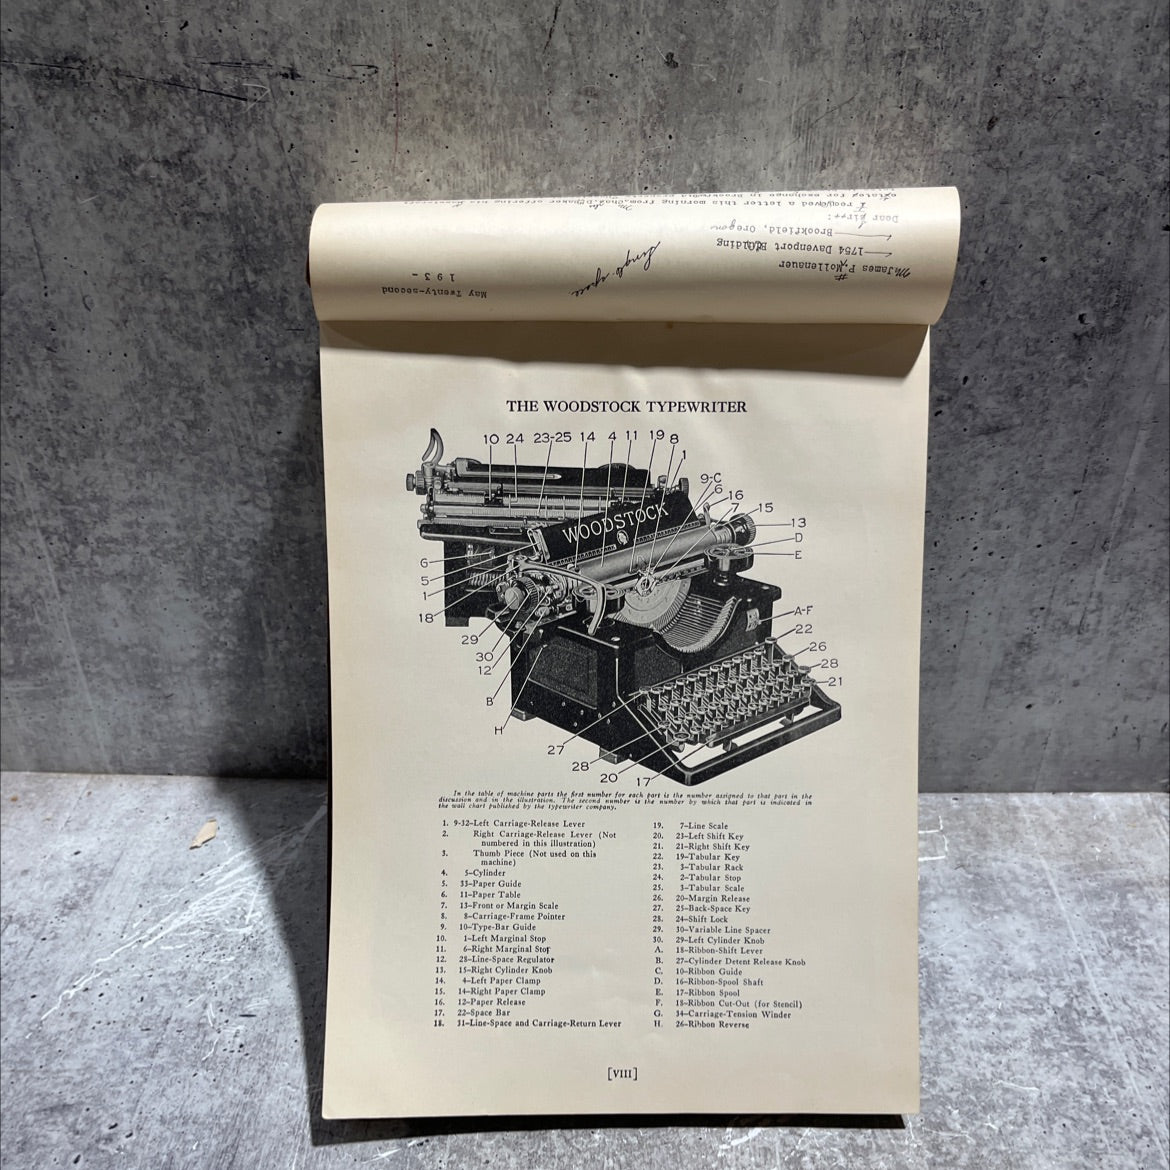 May Twenty-second
193-
Single space
Mr. James P. Mollenauer
1754 Davenport Building
Brookfield, Oregon
Dear Sir:
I received a letter this morning from offering
for exchange in
THE WOODSTOCK TYPEWRITER
10 24 23-25 14 4 11 19 8
1
9-C
6
16
7 15
13
D
E
6
5
1
18
29
30
12
B
H
A-F
22
26
28
21
27
28
20
17
WOODSTOCK
In the table of machine parts the first number for each part is the number assigned to that part in the
discussion and in the illustration. The second number is the number by which that part is indicated in
the wall chart published by the typewriter company.
1. 9-32-Left Carriage-Release Lever
2. Right Carriage-Release Lever (Not
numbered in this illustration)
3. Thumb Piece (Not used on this
machine)
4. 5-Cylinder
5. 33-Paper Guide
6. 11-Paper Table
7. 13-Front or Margin Scale
8. 8-Carriage-Frame Pointer
9. 10-Type-Bar Guide
10. 1-Left Marginal Stop
11. 6-Right Marginal Stop
12. 28-Line-Space Regulator
13. 15-Right Cylinder Knob
14. 4-Left Paper Clamp
15. 14-Right Paper Clamp
16. 12-Paper Release
17. 22-Space Bar
18. 31-Line-Space and Carriage-Return Lever
19. 7-Line Scale
20. 23-Left Shift Key
21. 21-Right Shift Key
22. 19-Tabular Key
23. 3-Tabular Rack
24. 2-Tabular Stop
25. 3-Tabular Scale
26. 20-Margin Release
27. 25-Back-Space Key
28. 24-Shift Lock
29. 30-Variable Line Spacer
30. 29-Left Cylinder Knob
A. 18-Ribbon-Shift Lever
B. 27-Cylinder Detent Release Knob
C. 10-Ribbon Guide
D. 16-Ribbon-Spool Shaft
E. 17-Ribbon Spool
F. 18-Ribbon Cut-Out (for Stencil)
G. 34-Carriage-Tension Winder
H. 26-Ribbon Reverse
[VIII]